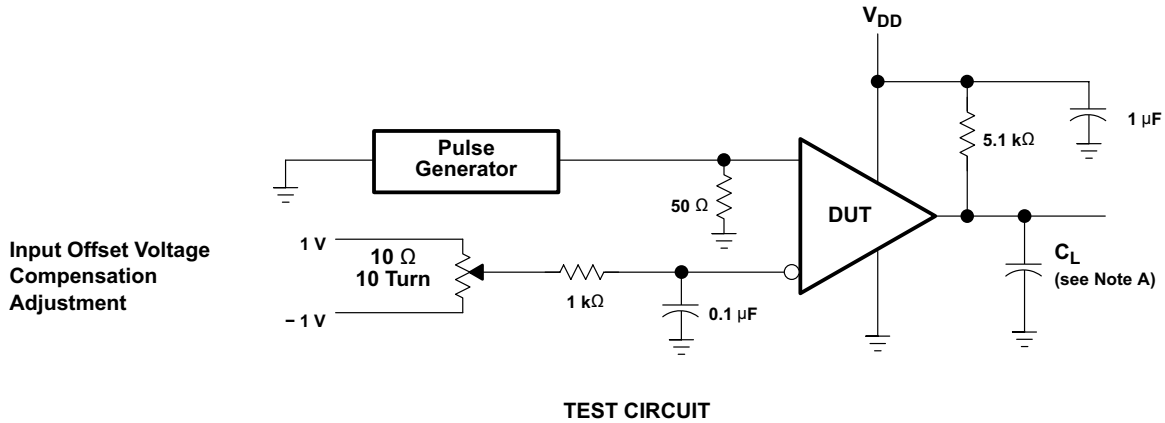 VDD
Pulse
Generator
1 µF
5.1 kΩ
50 Ω
DUT
Input Offset Voltage
Compensation
Adjustment
1 V
10 Ω
10 Turn
− 1 V
1 kΩ
0.1 µF
CL
(see Note A)
TEST CIRCUIT